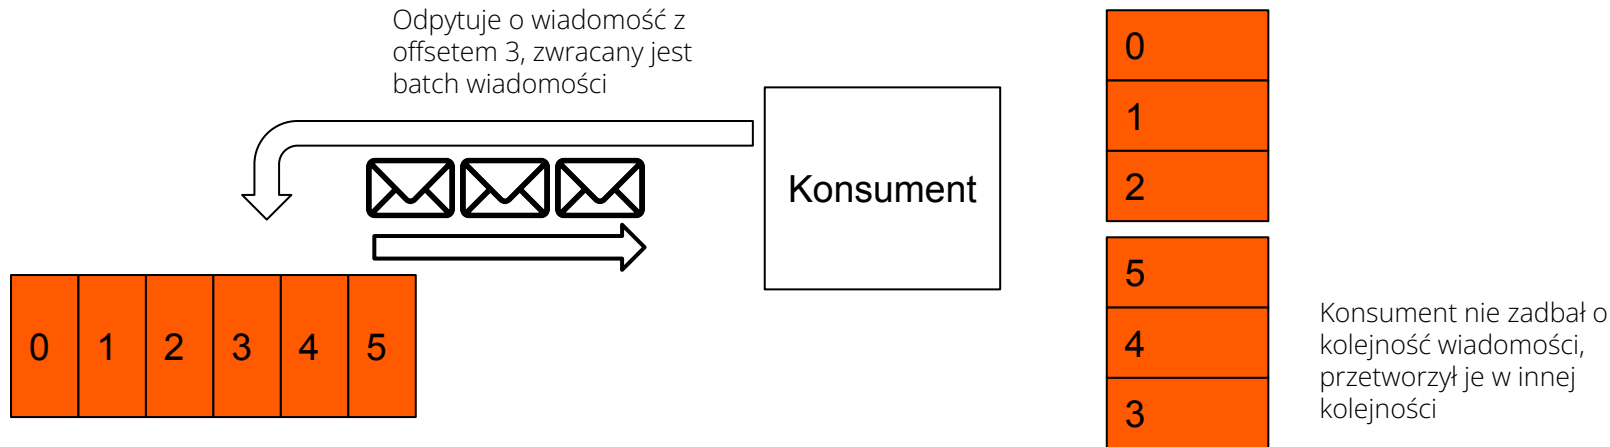 Odpytuje o wiadomość z
offsetem 3, zwracany jest
batch wiadomości
Konsument
0 1 2 3 4 5
0
1
2
5
4
3
Konsument nie zadbał o
kolejność wiadomości,
przetworzył je w innej
kolejności